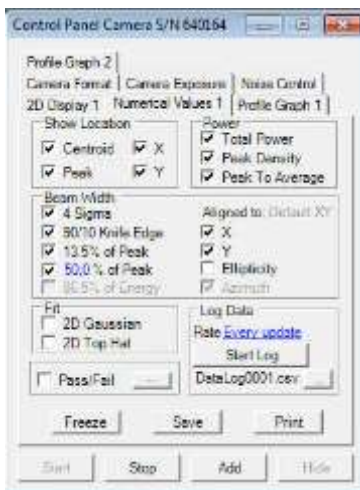 Control Panel Camera S/N 640164
Profile Graph 2
Camera Format Camera Exposure Noise Control
2D Display 1 Numerical Values 1 Profile Graph 1
Show Location
Centroid X
Peak Y
Power
Total Power
Peak Density
Peak To Average
Beam Width
4 Sigma
90/10 Knife Edge
13.5% of Peak
50.0 % of Peak
86.5% of Energy
Aligned to: Default XY
X
Y
Ellipticity
Azimuth
Fit
2D Gaussian
2D Top Hat
Pass/Fail ...
Log Data
Rate Every update
Start Log
DataLog0001.csv ...
Freeze Save Print
Start Stop Add Hide